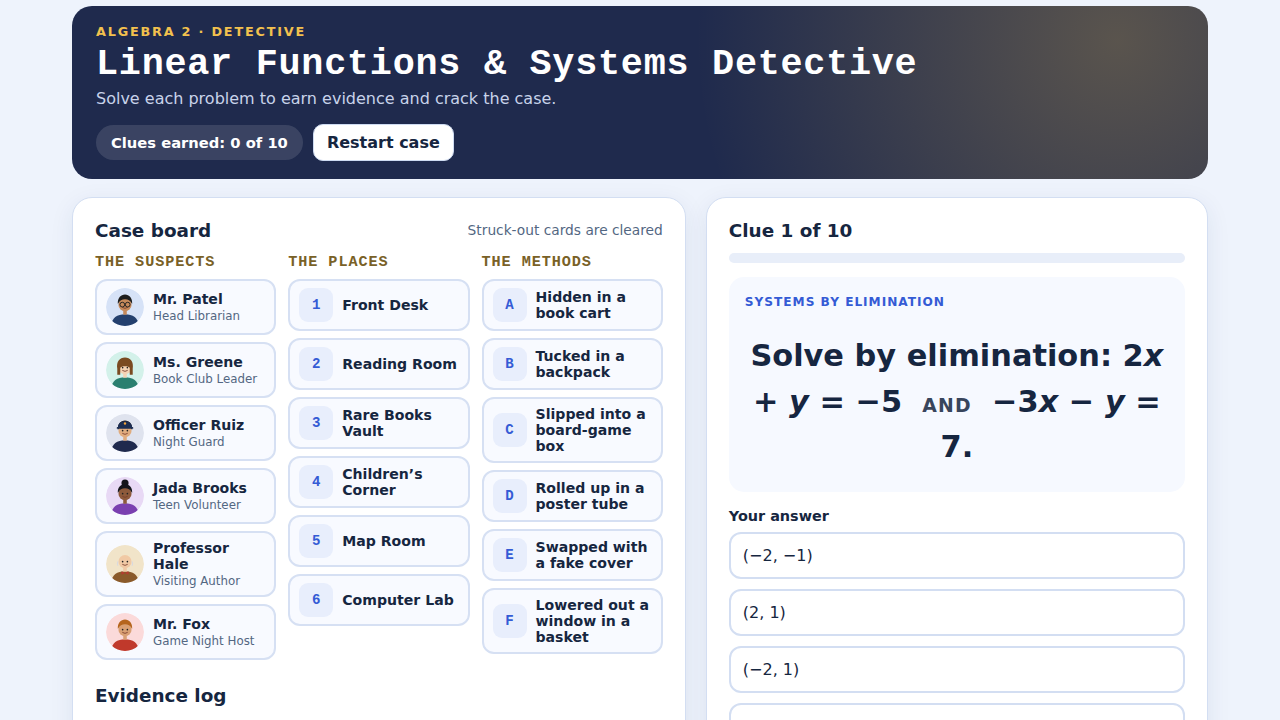 ALGEBRA 2 · DETECTIVE
Linear Functions & Systems Detective
Solve each problem to earn evidence and crack the case.
Clues earned: 0 of 10
Restart case
Case board
Struck-out cards are cleared
THE SUSPECTS
Mr. Patel
Head Librarian
Ms. Greene
Book Club Leader
Officer Ruiz
Night Guard
Jada Brooks
Teen Volunteer
Professor
Hale
Visiting Author
Mr. Fox
Game Night Host
THE PLACES
1 Front Desk
2 Reading Room
3 Rare Books
Vault
4 Children’s
Corner
5 Map Room
6 Computer Lab
THE METHODS
A Hidden in a
book cart
B Tucked in a
backpack
C Slipped into a
board-game
box
D Rolled up in a
poster tube
E Swapped with
a fake cover
F Lowered out a
window in a
basket
Evidence log
Clue 1 of 10
SYSTEMS BY ELIMINATION
Solve by elimination: 2x
+ y = −5 AND −3x − y =
7.
Your answer
(−2, −1)
(2, 1)
(−2, 1)